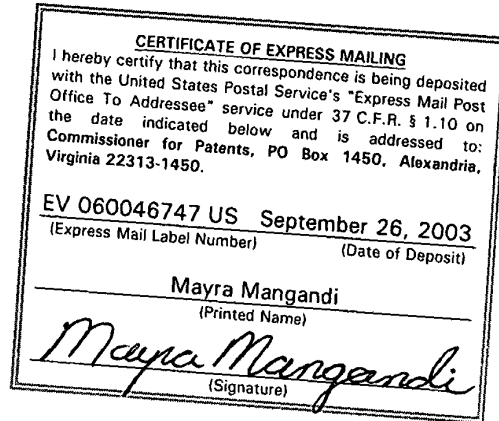 CERTIFICATE OF EXPRESS MAILING
I hereby certify that this correspondence is being deposited
with the United States Postal Service's "Express Mail Post
Office To Addressee" service under 37 C.F.R. § 1.10 on
the date indicated below and is addressed to:
Commissioner for Patents, PO Box 1450, Alexandria,
Virginia 22313-1450.
EV 060046747 US September 26, 2003
(Express Mail Label Number) (Date of Deposit)
Mayra Mangandi
(Printed Name)
Mayra Mangandi
(Signature)